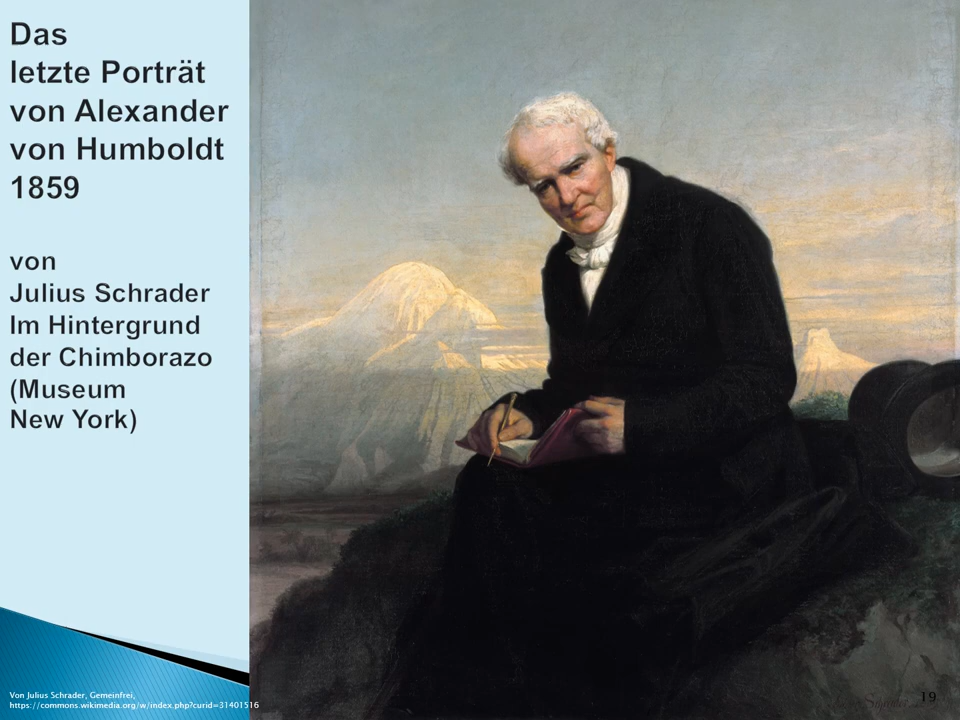 Das
letzte Porträt
von Alexander
von Humboldt
1859
von
Julius Schrader
Im Hintergrund
der Chimborazo
(Museum
New York)
Von Julius Schrader, Gemeinfrei,
https://commons.wikimedia.org/w/index.php?curid=31401516
19